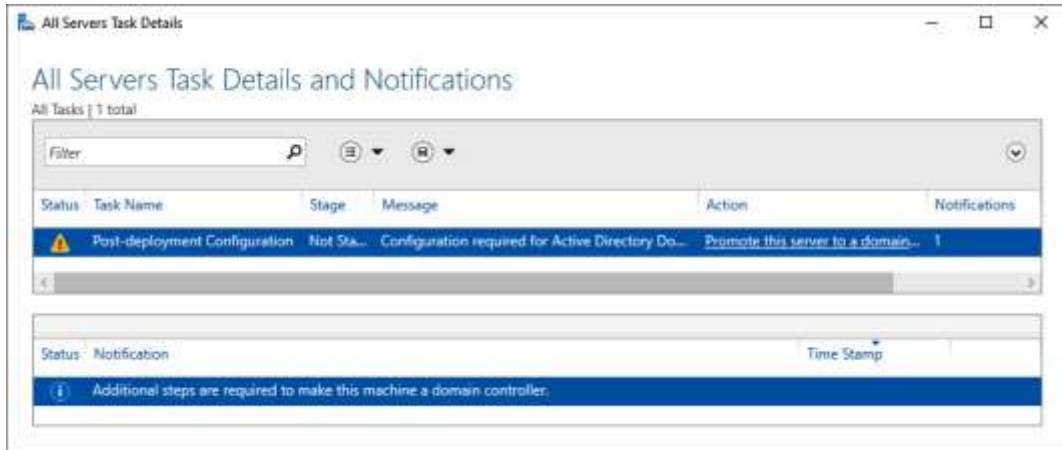 All Servers Task Details
All Servers Task Details and Notifications
All Tasks | 1 total
Filter
Status Task Name Stage Message Action Notifications
Post-deployment Configuration Not Sta... Configuration required for Active Directory Do... Promote this server to a domain... 1
Status Notification Time Stamp
Additional steps are required to make this machine a domain controller.